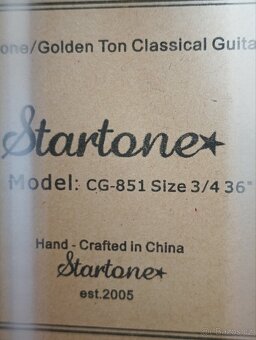 one/Golden Ton Classical Guita
Startone
Model: CG-851 Size 3/4 36"
Hand - Crafted in China
Startone
est.2005